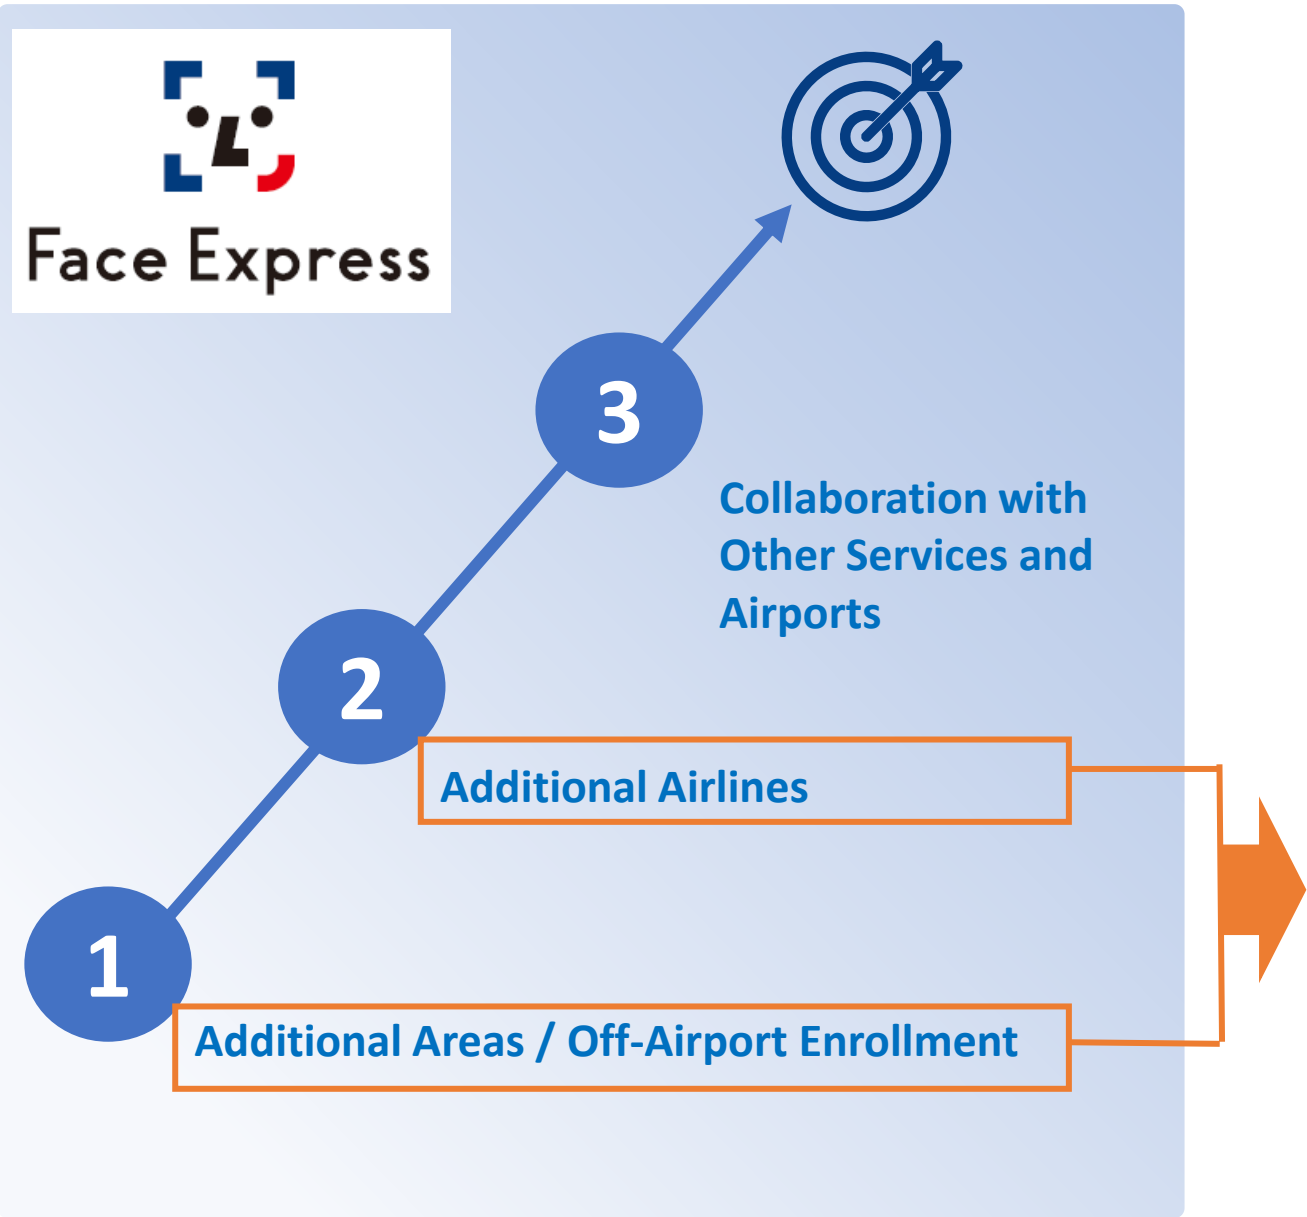 Face Express
3
Collaboration with
Other Services and
Airports
2
Additional Airlines
1
Additional Areas / Off-Airport Enrollment